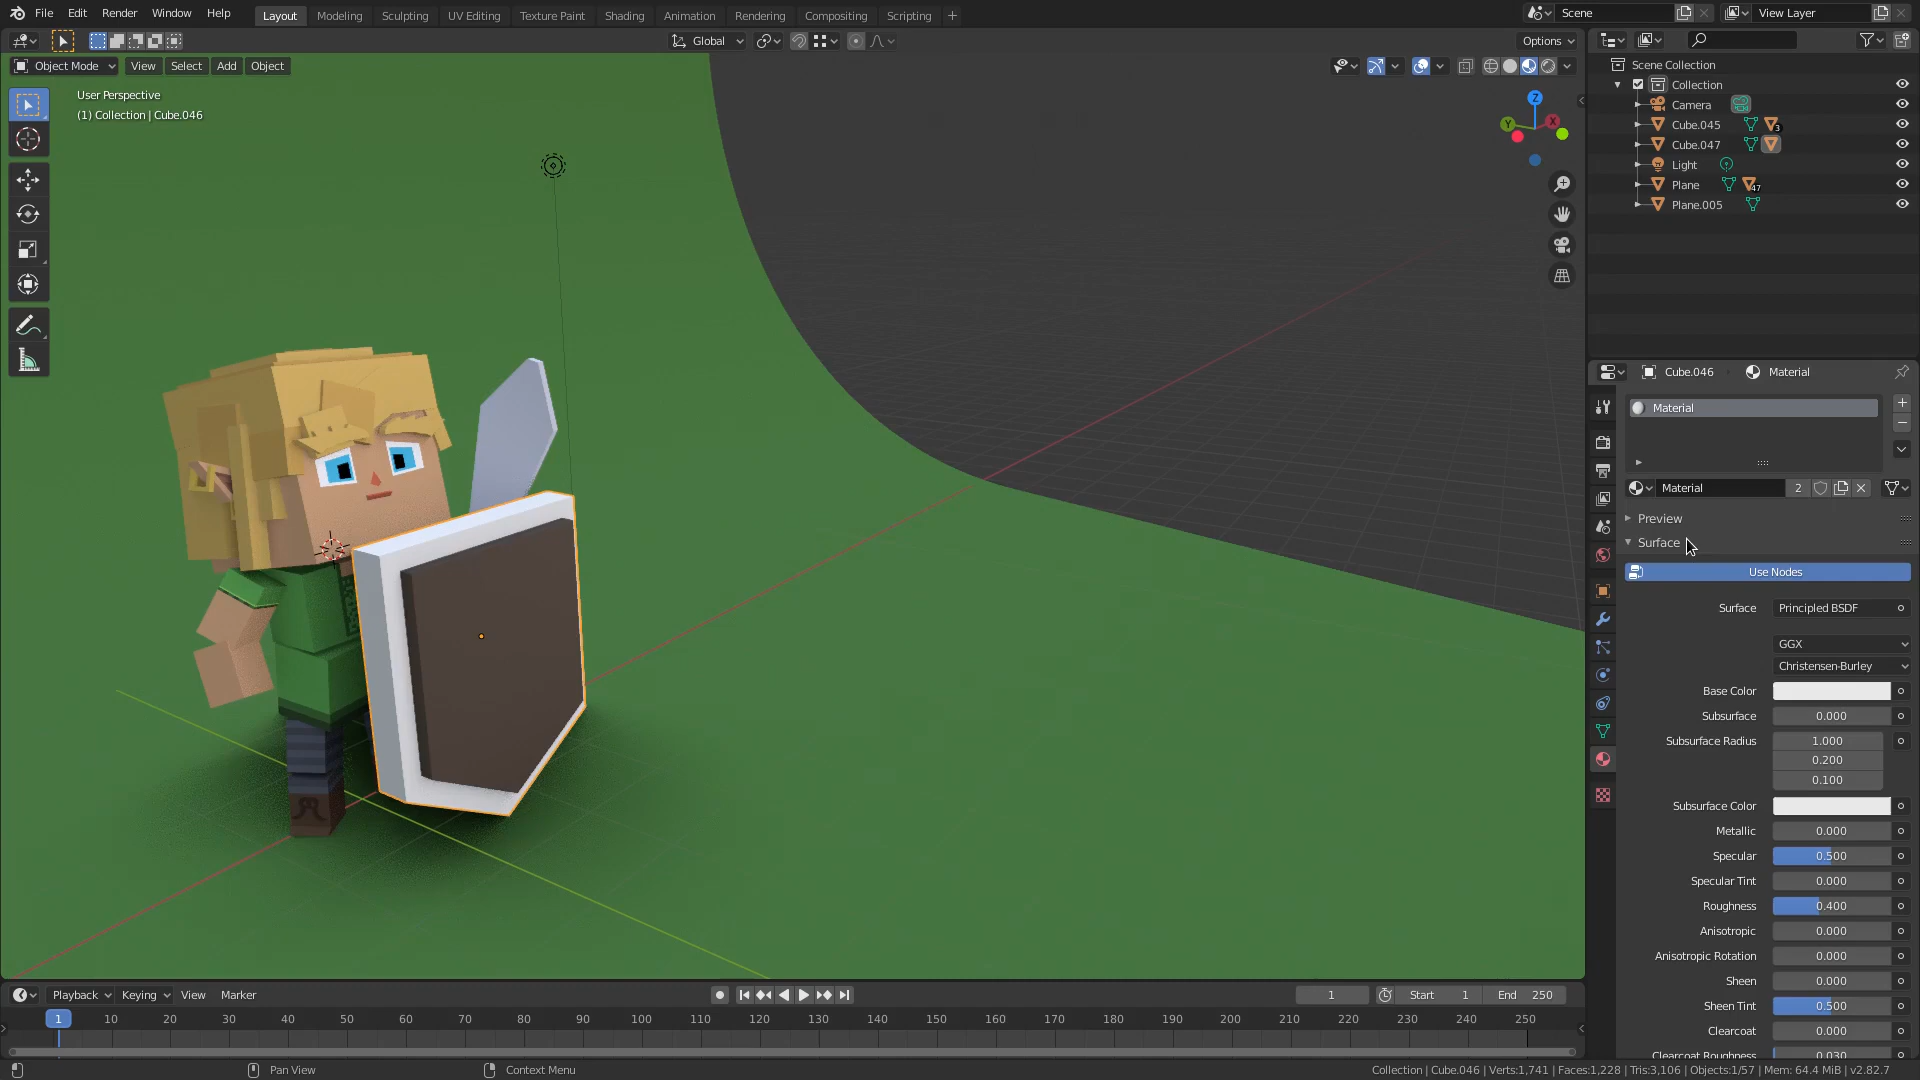 File Edit Render Window Help Layout Modeling Sculpting UV Editing Texture Paint Shading Animation Rendering Compositing Scripting + Scene View Layer
Global Options
Object Mode View Select Add Object
User Perspective
(1) Collection | Cube.046
Z
Y X
Scene Collection
Collection
Camera
Cube.045 3
Cube.047
Light
Plane 47
Plane.005
Cube.046 Material
Material
Material 2
Preview
Surface
Use Nodes
Surface Principled BSDF
GGX
Christensen-Burley
Base Color
Subsurface 0.000
Subsurface Radius 1.000
0.200
0.100
Subsurface Color
Metallic 0.000
Specular 0.500
Specular Tint 0.000
Roughness 0.400
Anisotropic 0.000
Anisotropic Rotation 0.000
Sheen 0.000
Sheen Tint 0.500
Clearcoat 0.000
Clearcoat Roughness 0.030
Playback Keying View Marker 1 Start 1 End 250
1 10 20 30 40 50 60 70 80 90 100 110 120 130 140 150 160 170 180 190 200 210 220 230 240 250
Pan View Context Menu Collection | Cube.046 | Verts:1,741 | Faces:1,228 | Tris:3,106 | Objects:1/57 | Mem: 64.4 MiB | v2.82.7